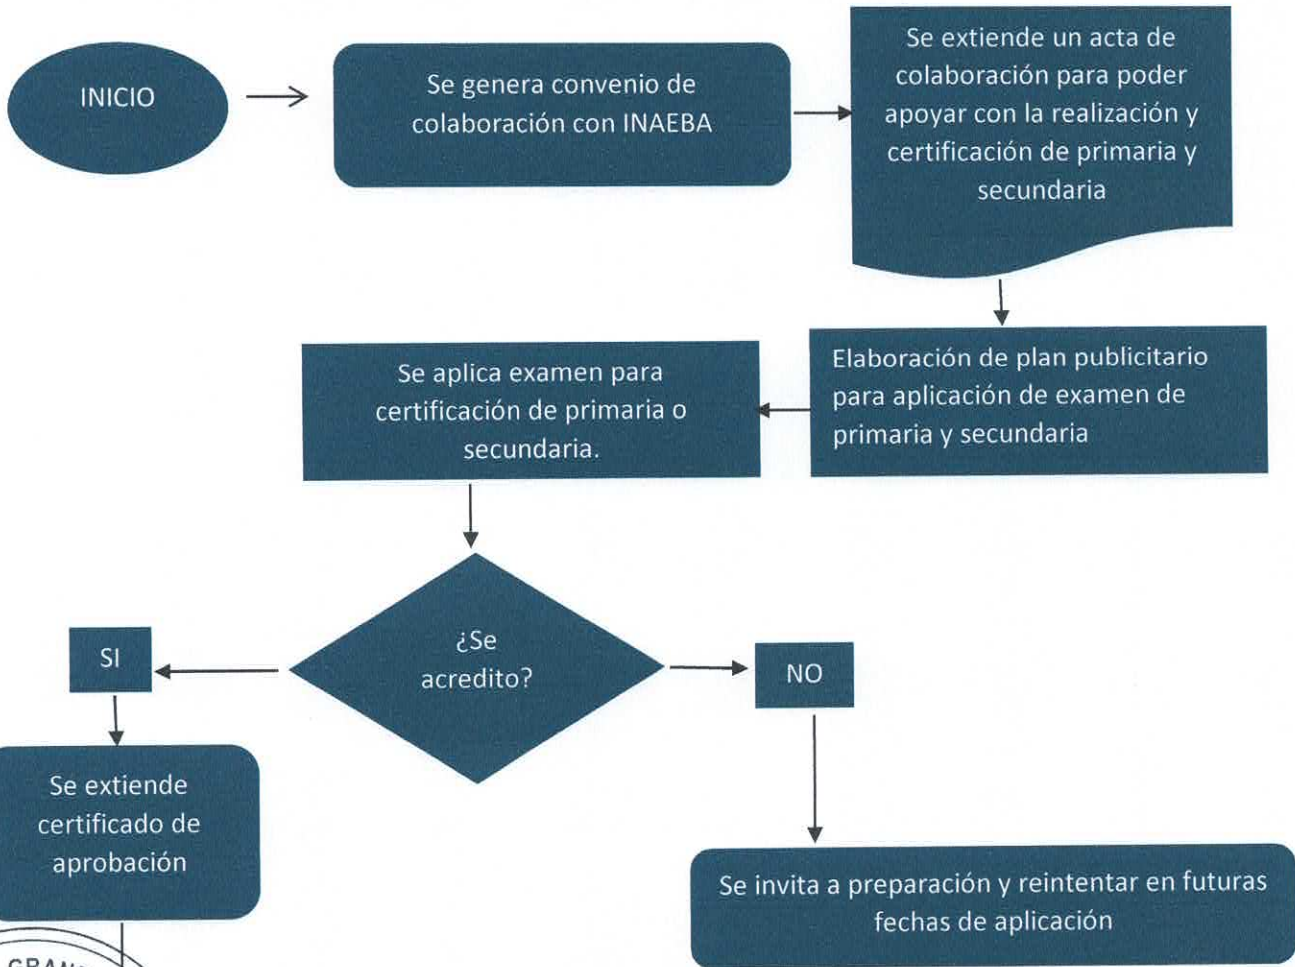 INICIO
Se genera convenio de
colaboración con INAEBA
Se extiende un acta de
colaboración para poder
apoyar con la realización y
certificación de primaria y
secundaria
Elaboración de plan publicitario
para aplicación de examen de
primaria y secundaria
Se aplica examen para
certificación de primaria o
secundaria.
¿Se
acredito?
SI
NO
Se extiende
certificado de
aprobación
Se invita a preparación y reintentar en futuras
fechas de aplicación